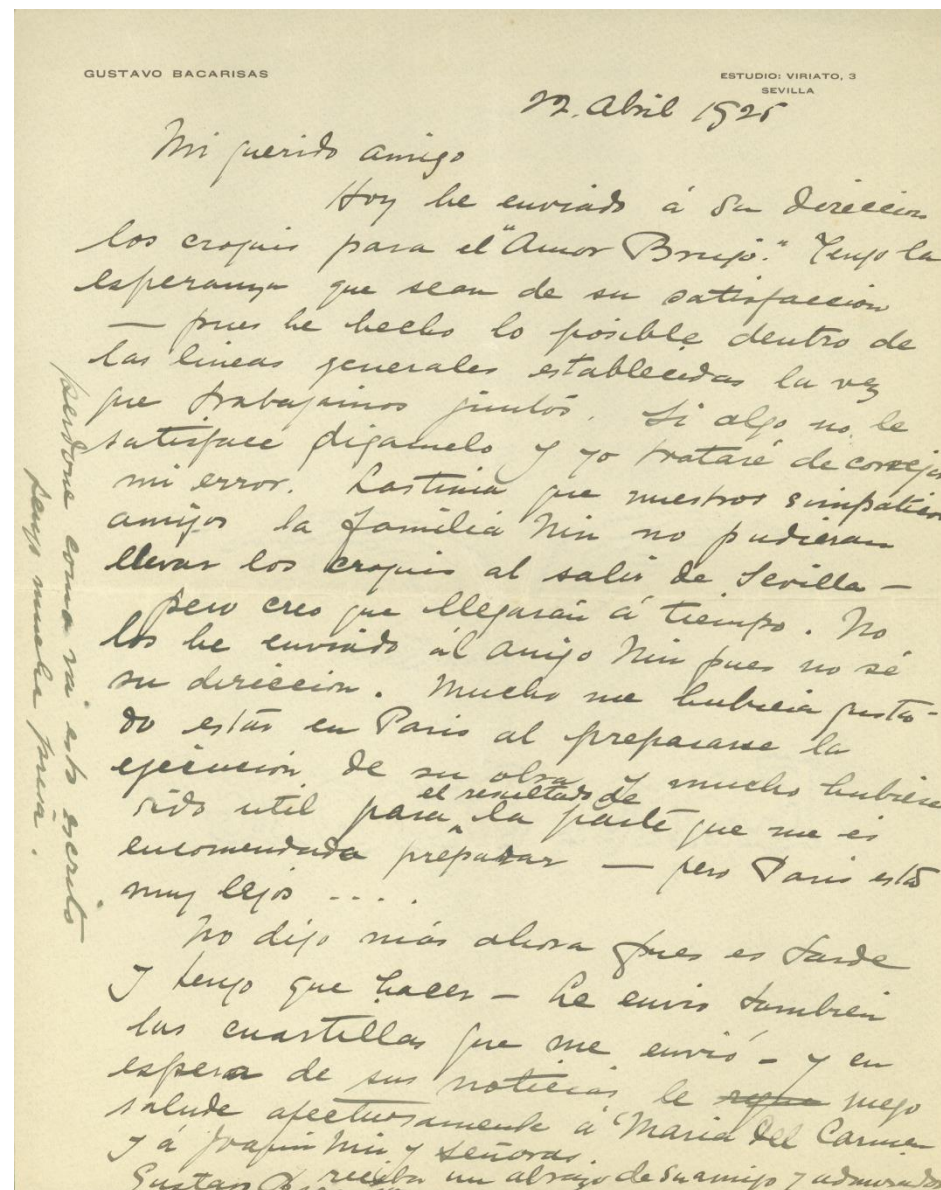 GUSTAVO BACARISAS
ESTUDIO: VIRIATO, 3
SEVILLA
22. abril 1925
Mi querido amigo
Hoy he enviado á su direccion
los croquis para el "Amor Brujo." Tengo la
esperanza que sean de su satisfaccion
— pues he hecho lo posible dentro de
las lineas generales establecidas la vez
que trabajamos juntos. Si algo no le
satisface digamelo y yo trataré de corregir
mi error. Lastima que nuestros simpaticos
amigos la familia Nin no pudieran
llevar los croquis al salir de Sevilla —
pero creo que llegarán á tiempo. No
los he enviado al amigo Nin pues no sé
su direccion. Mucho me hubiera gusta-
do estar en Paris al prepararse la
ejecucion de su obra y mucho hubiese
sido util para el resultado de la parte que me es
encomendada preparar — pero Paris está
muy lejos ....
No digo más ahora pues es tarde
y tengo que hacer — Le envio tambien
las cuartillas que me envió — y en
espera de sus noticias le ruego
salude afectuosamente á Maria del Carmen
y á Joaquin Nin y señoras.
reciba un abrazo de su amigo y admirador
Gustavo
perdone como va esto escrito
tengo mucha prisa.